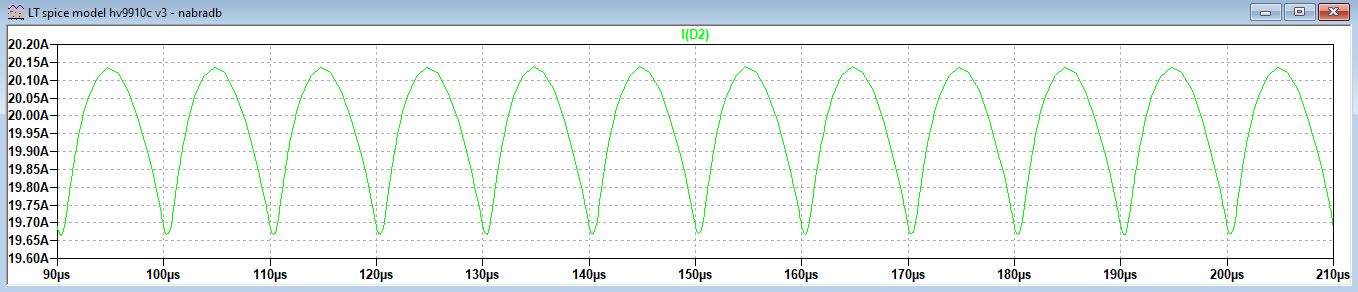 LT spice model hv9910c v3 - nabradb
I(D2)
20.20A
20.15A
20.10A
20.05A
20.00A
19.95A
19.90A
19.85A
19.80A
19.75A
19.70A
19.65A
19.60A
90µs 100µs 110µs 120µs 130µs 140µs 150µs 160µs 170µs 180µs 190µs 200µs 210µs